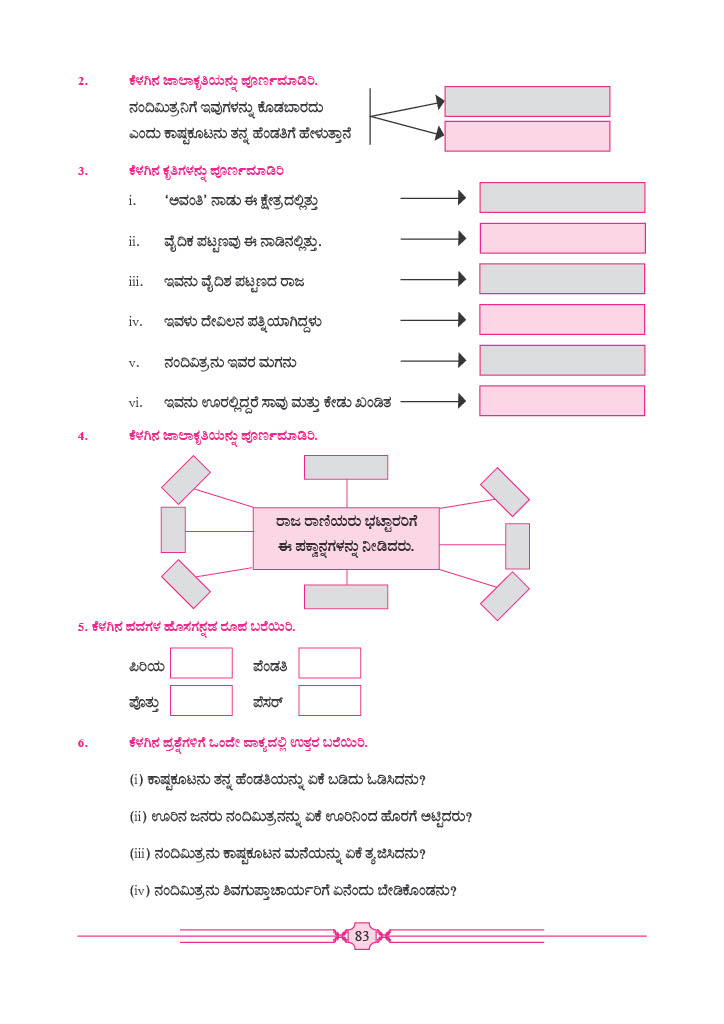 2. ಕೆಳಗಿನ ಜಾಲಾಕೃತಿಯನ್ನು ಪೂರ್ಣಮಾಡಿರಿ.
ನಂದಿಮಿತ್ರನಿಗೆ ಇವುಗಳನ್ನು ಕೊಡಬಾರದು
ಎಂದು ಕಾಷ್ಟಕೂಟನು ತನ್ನ ಹೆಂಡತಿಗೆ ಹೇಳುತ್ತಾನೆ
3. ಕೆಳಗಿನ ಕೃತಿಗಳನ್ನು ಪೂರ್ಣಮಾಡಿರಿ
i. ‘ಅವಂತಿ’ ನಾಡು ಈ ಕ್ಷೇತ್ರದಲ್ಲಿತ್ತು
ii. ವೈದಿಕ ಪಟ್ಟಣವು ಈ ನಾಡಿನಲ್ಲಿತ್ತು.
iii. ಇವನು ವೈದಿಶ ಪಟ್ಟಣದ ರಾಜ
iv. ಇವಳು ದೇವಿಲನ ಪತ್ನಿಯಾಗಿದ್ದಳು
v. ನಂದಿವಿತ್ರನು ಇವರ ಮಗನು
vi. ಇವನು ಊರಲ್ಲಿದ್ದರೆ ಸಾವು ಮತ್ತು ಕೇಡು ಖಂಡಿತ
4. ಕೆಳಗಿನ ಜಾಲಾಕೃತಿಯನ್ನು ಪೂರ್ಣಮಾಡಿರಿ.
ರಾಜ ರಾಣಿಯರು ಭಟ್ಟಾರರಿಗೆ
ಈ ಪಕ್ವಾನ್ನಗಳನ್ನು ನೀಡಿದರು.
5. ಕೆಳಗಿನ ಪದಗಳ ಹೊಸಗನ್ನಡ ರೂಪ ಬರೆಯಿರಿ.
ಪಿರಿಯ ಪೆಂಡತಿ
ಪೊತ್ತು ಪೆಸರ್
6. ಕೆಳಗಿನ ಪ್ರಶ್ನೆಗಳಿಗೆ ಒಂದೇ ವಾಕ್ಯದಲ್ಲಿ ಉತ್ತರ ಬರೆಯಿರಿ.
(i) ಕಾಷ್ಟಕೂಟನು ತನ್ನ ಹೆಂಡತಿಯನ್ನು ಏಕೆ ಬಡಿದು ಓಡಿಸಿದನು?
(ii) ಊರಿನ ಜನರು ನಂದಿಮಿತ್ರನನ್ನು ಏಕೆ ಊರಿನಿಂದ ಹೊರಗೆ ಅಟ್ಟಿದರು?
(iii) ನಂದಿಮಿತ್ರನು ಕಾಷ್ಟಕೂಟನ ಮನೆಯನ್ನು ಏಕೆ ತ್ಯಜಿಸಿದನು?
(iv) ನಂದಿಮಿತ್ರನು ಶಿವಗುಪ್ತಾಚಾರ್ಯರಿಗೆ ಏನೆಂದು ಬೇಡಿಕೊಂಡನು?
83